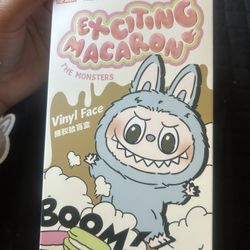 EXCITING
MACARON
THE MONSTERS
Vinyl Face
搪胶脸盲盒
BOOM